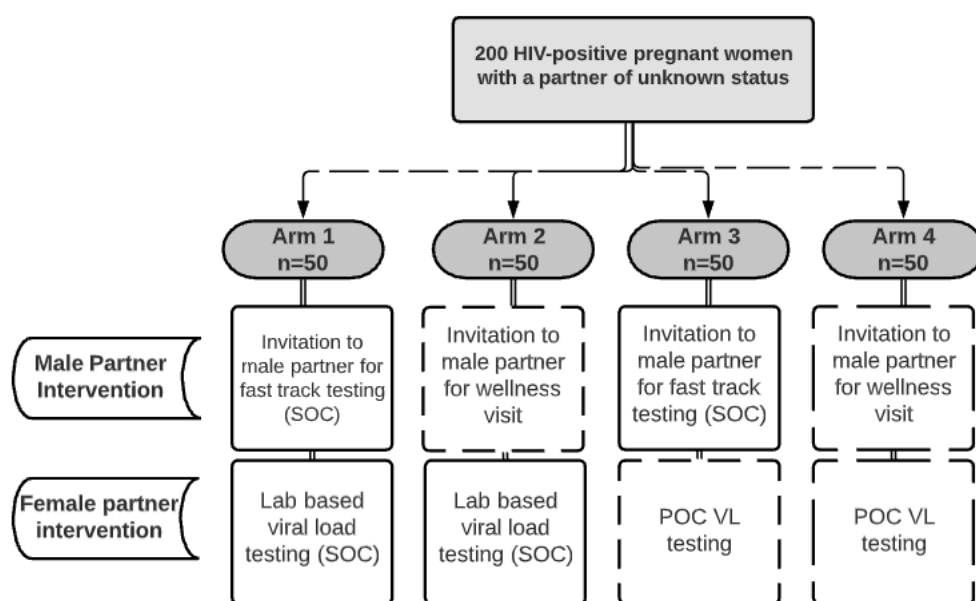 200 HIV-positive pregnant women
with a partner of unknown status
Arm 1
n=50
Arm 2
n=50
Arm 3
n=50
Arm 4
n=50
Male Partner
Intervention
Invitation to
male partner for
fast track testing
(SOC)
Invitation to
male partner
for wellness
visit
Invitation to
male partner
for fast track
testing (SOC)
Invitation to
male partner
for wellness
visit
Female partner
intervention
Lab based
viral load
testing (SOC)
Lab based
viral load
testing (SOC)
POC VL
testing
POC VL
testing